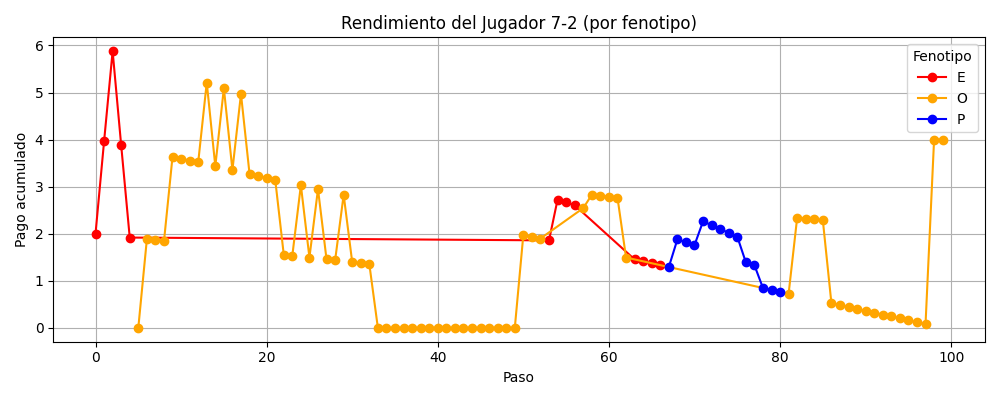 Rendimiento del Jugador 7-2 (por fenotipo)
Pago acumulado
6
5
4
3
2
1
0
Fenotipo
E
O
P
0 20 40 60 80 100
Paso